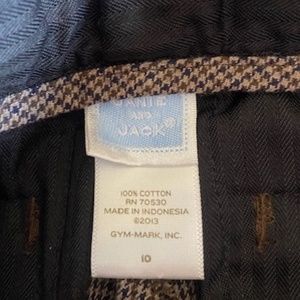 JANIE
AND
JACK®
100% COTTON
RN 70530
MADE IN INDONESIA
©2013
GYM-MARK, INC.
10